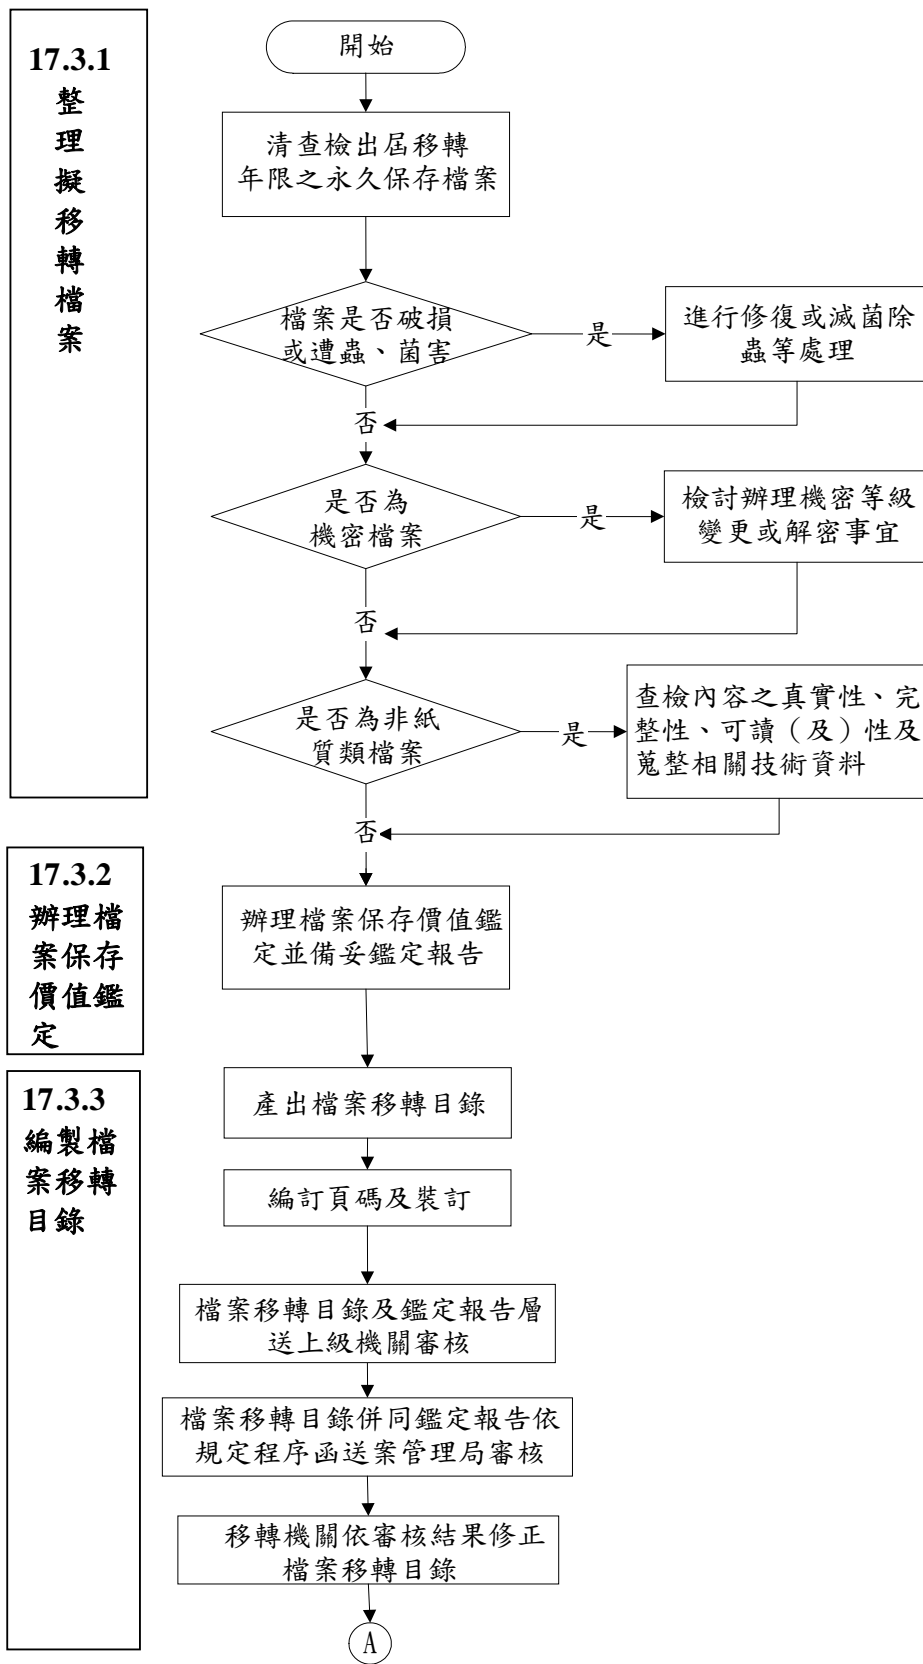 17.3.1
整
理
擬
移
轉
檔
案
開始
清查檢出屆移轉
年限之永久保存檔案
檔案是否破損
或遭蟲、菌害
是
進行修復或滅菌除
蟲等處理
否
是否為
機密檔案
是
檢討辦理機密等級
變更或解密事宜
否
是否為非紙
質類檔案
是
查檢內容之真實性、完
整性、可讀（及）性及
蒐整相關技術資料
否
17.3.2
辦理檔
案保存
價值鑑
定
辦理檔案保存價值鑑
定並備妥鑑定報告
17.3.3
編製檔
案移轉
目錄
產出檔案移轉目錄
編訂頁碼及裝訂
檔案移轉目錄及鑑定報告層
送上級機關審核
檔案移轉目錄併同鑑定報告依
規定程序函送案管理局審核
移轉機關依審核結果修正
檔案移轉目錄
A